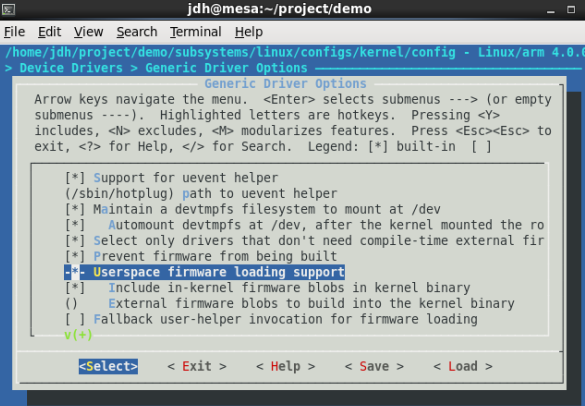 jdh@mesa:~/project/demo
File Edit View Search Terminal Help
/home/jdh/project/demo/subsystems/linux/configs/kernel/config - Linux/arm 4.0.0
> Device Drivers > Generic Driver Options
Generic Driver Options
Arrow keys navigate the menu. <Enter> selects submenus ---> (or empty
submenus ----). Highlighted letters are hotkeys. Pressing <Y>
includes, <N> excludes, <M> modularizes features. Press <Esc><Esc> to
exit, <?> for Help, </> for Search. Legend: [*] built-in [ ]
[*] Support for uevent helper
(/sbin/hotplug) path to uevent helper
[*] Maintain a devtmpfs filesystem to mount at /dev
[*] Automount devtmpfs at /dev, after the kernel mounted the ro
[*] Select only drivers that don't need compile-time external fir
[*] Prevent firmware from being built
-*- Userspace firmware loading support
[*] Include in-kernel firmware blobs in kernel binary
() External firmware blobs to build into the kernel binary
[ ] Fallback user-helper invocation for firmware loading
v(+)
<Select> < Exit > < Help > < Save > < Load >